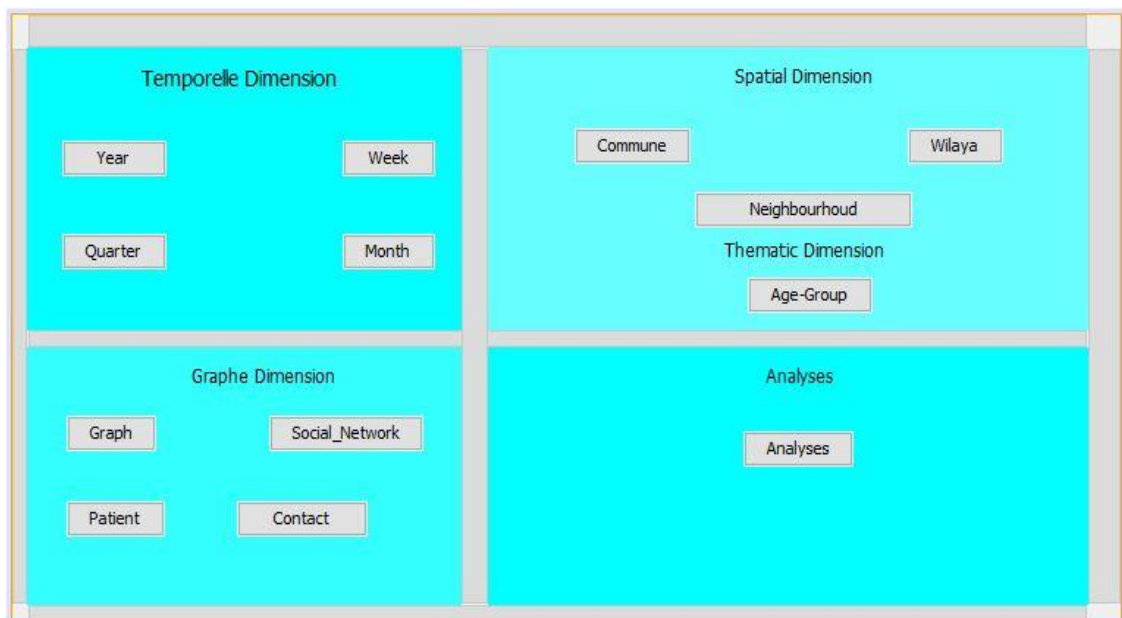 Temporelle Dimension
Year
Week
Quarter
Month
Spatial Dimension
Commune
Wilaya
Neighbourhoud
Thematic Dimension
Age-Group
Graphe Dimension
Graph
Social_Network
Patient
Contact
Analyses
Analyses